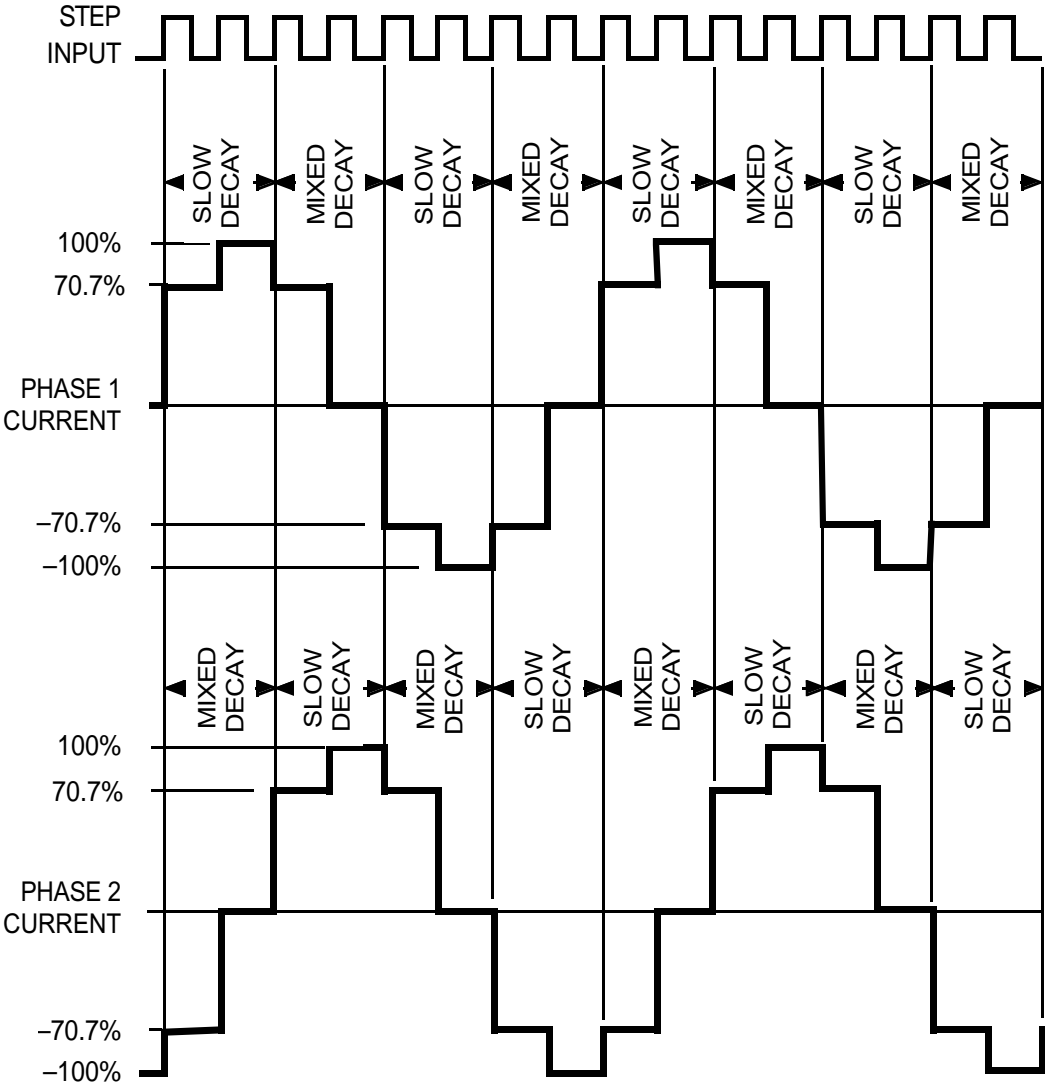 STEP
INPUT
SLOW
DECAY
MIXED
DECAY
SLOW
DECAY
MIXED
DECAY
SLOW
DECAY
MIXED
DECAY
SLOW
DECAY
MIXED
DECAY
100%
70.7%
PHASE 1
CURRENT
–70.7%
–100%
MIXED
DECAY
SLOW
DECAY
MIXED
DECAY
SLOW
DECAY
MIXED
DECAY
SLOW
DECAY
MIXED
DECAY
SLOW
DECAY
100%
70.7%
PHASE 2
CURRENT
–70.7%
–100%